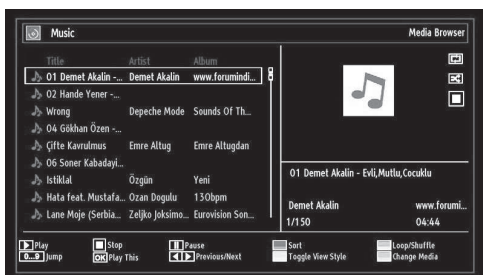 Music
Media Browser
Title Artist Album
01 Demet Akalin -... Demet Akalin www.forumindi...
02 Hande Yener -...
Wrong Depeche Mode Sounds Of Th...
04 Gökhan Özen -...
Çifte Kavrulmus Emre Altug Emre Altugdan
06 Soner Kabadayi...
Istiklal Özgün Yeni
Hata feat. Mustafa... Ozan Dogulu 130bpm
Lane Moje (Serbia... Zeljko Joksimo... Eurovision Son...
01 Demet Akalin - Evli,Mutlu,Cocuklu
Demet Akalin www.forumi...
1/150 04:44
Play Stop Pause Sort Loop/Shuffle
0...9 Jump OK Play This Previous/Next Toggle View Style Change Media